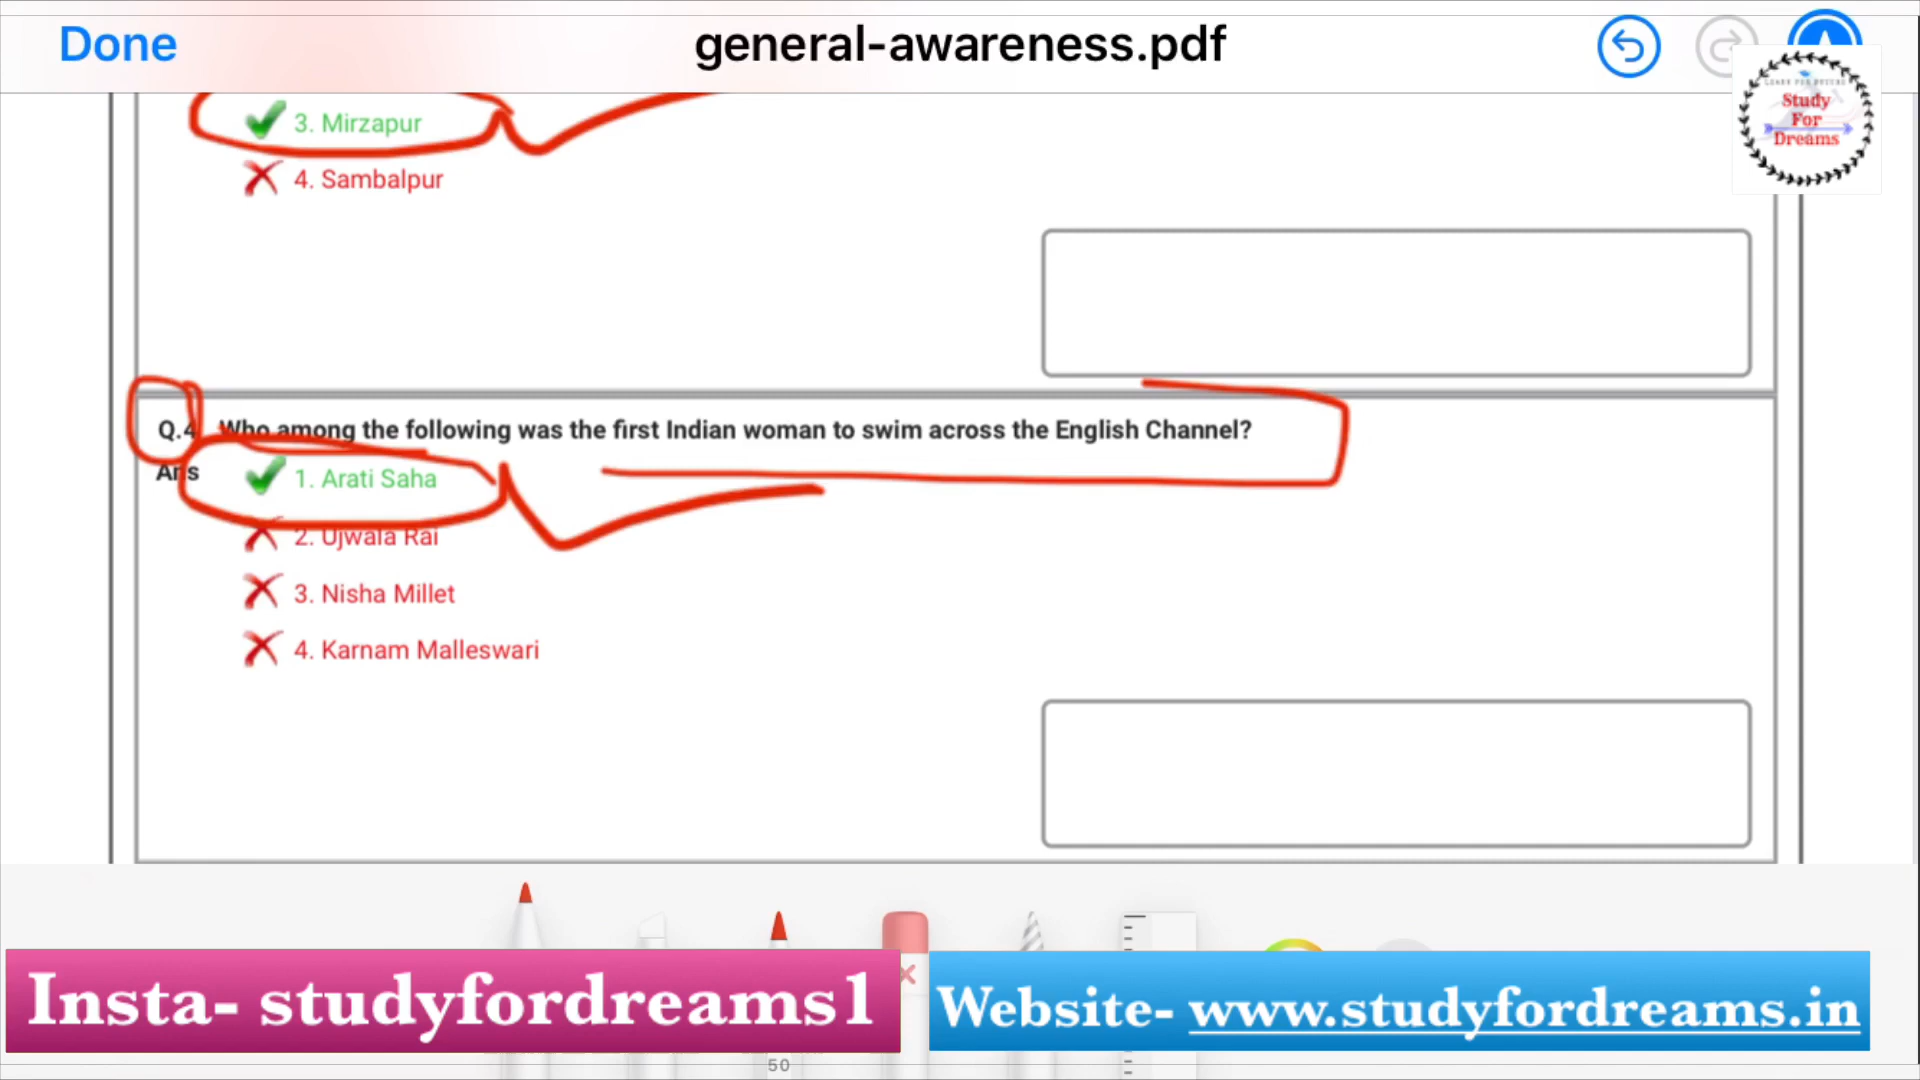 Done
general-awareness.pdf
Study
For
Dreams
3. Mirzapur
4. Sambalpur
Q.4 Who among the following was the first Indian woman to swim across the English Channel?
Ans 1. Arati Saha
2. Ujwala Rai
3. Nisha Millet
4. Karnam Malleswari
Insta- studyfordreams1
Website- www.studyfordreams.in
50